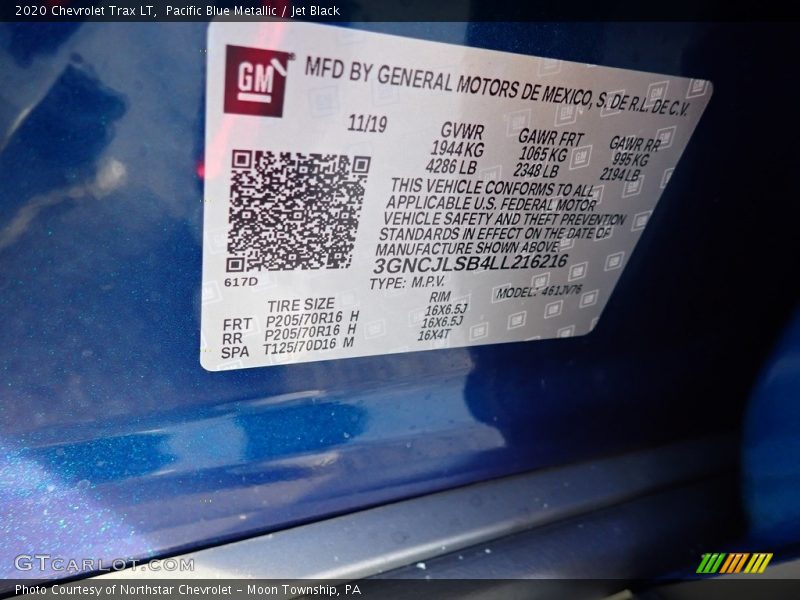 2020 Chevrolet Trax LT, Pacific Blue Metallic / Jet Black
GM
MFD BY GENERAL MOTORS DE MEXICO, S. DE R.L. DE C.V.
11/19
GVWR GAWR FRT GAWR RR
1944 KG 1065 KG 995 KG
4286 LB 2348 LB 2194 LB
THIS VEHICLE CONFORMS TO ALL
APPLICABLE U.S. FEDERAL MOTOR
VEHICLE SAFETY AND THEFT PREVENTION
STANDARDS IN EFFECT ON THE DATE OF
MANUFACTURE SHOWN ABOVE
3GNCJLSB4LL216216
617D
TYPE: M.P.V. MODEL: 461JV76
TIRE SIZE RIM
FRT P205/70R16 H 16X6.5J
RR P205/70R16 H 16X6.5J
SPA T125/70D16 M 16X4T
GTCARLOT.COM
Photo Courtesy of Northstar Chevrolet - Moon Township, PA